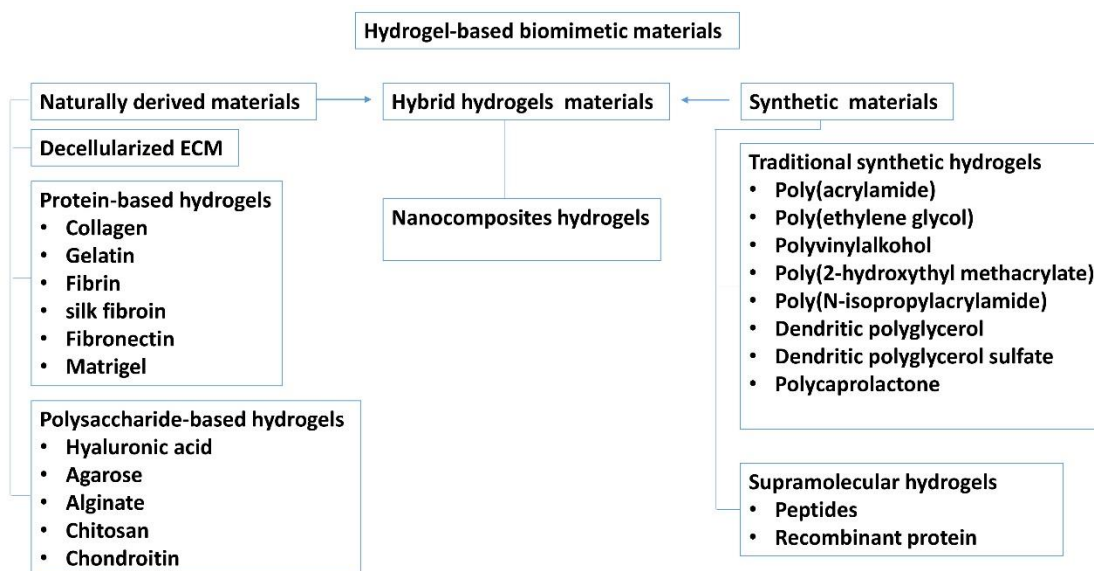 Hydrogel-based biomimetic materials
Naturally derived materials
Hybrid hydrogels materials
Synthetic materials
Decellularized ECM
Protein-based hydrogels
• Collagen
• Gelatin
• Fibrin
• silk fibroin
• Fibronectin
• Matrigel
Polysaccharide-based hydrogels
• Hyaluronic acid
• Agarose
• Alginate
• Chitosan
• Chondroitin
Nanocomposites hydrogels
Traditional synthetic hydrogels
• Poly(acrylamide)
• Poly(ethylene glycol)
• Polyvinylalkohol
• Poly(2-hydroxythyl methacrylate)
• Poly(N-isopropylacrylamide)
• Dendritic polyglycerol
• Dendritic polyglycerol sulfate
• Polycaprolactone
Supramolecular hydrogels
• Peptides
• Recombinant protein